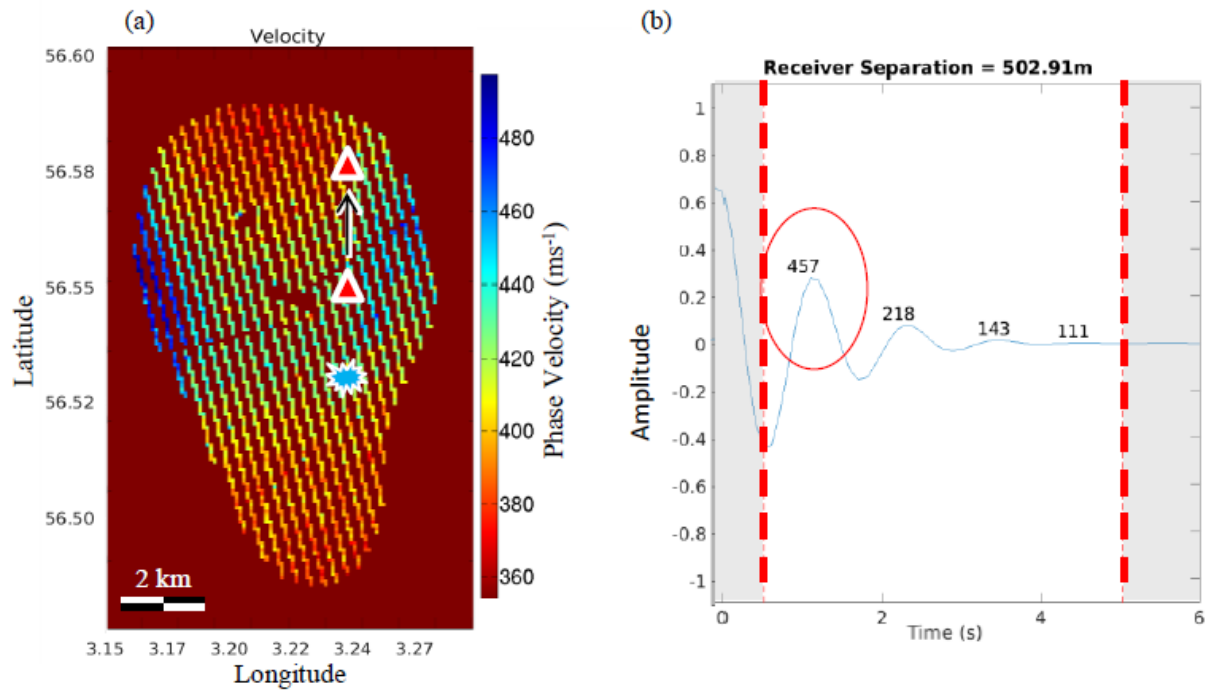 (a)
Velocity
56.60
56.58
56.55
56.52
56.50
Latitude
2 km
3.15 3.17 3.20 3.22 3.24 3.27
Longitude
480
460
440
420
400
380
360
Phase Velocity (ms-1)
(b)
Receiver Separation = 502.91m
1
0.8
0.6
0.4
0.2
0
-0.2
-0.4
-0.6
-0.8
-1
Amplitude
457
218
143
111
0 2 4 6
Time (s)